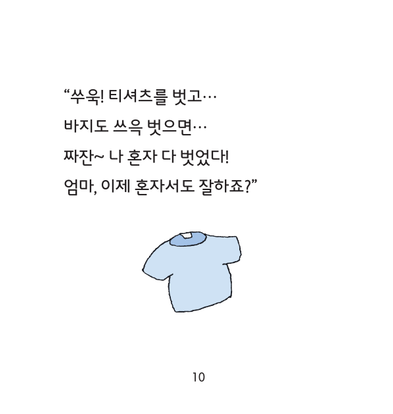 “쑤욱! 티셔츠를 벗고…
바지도 쓰윽 벗으면…
짜잔~ 나 혼자 다 벗었다!
엄마, 이제 혼자서도 잘하죠?”
10